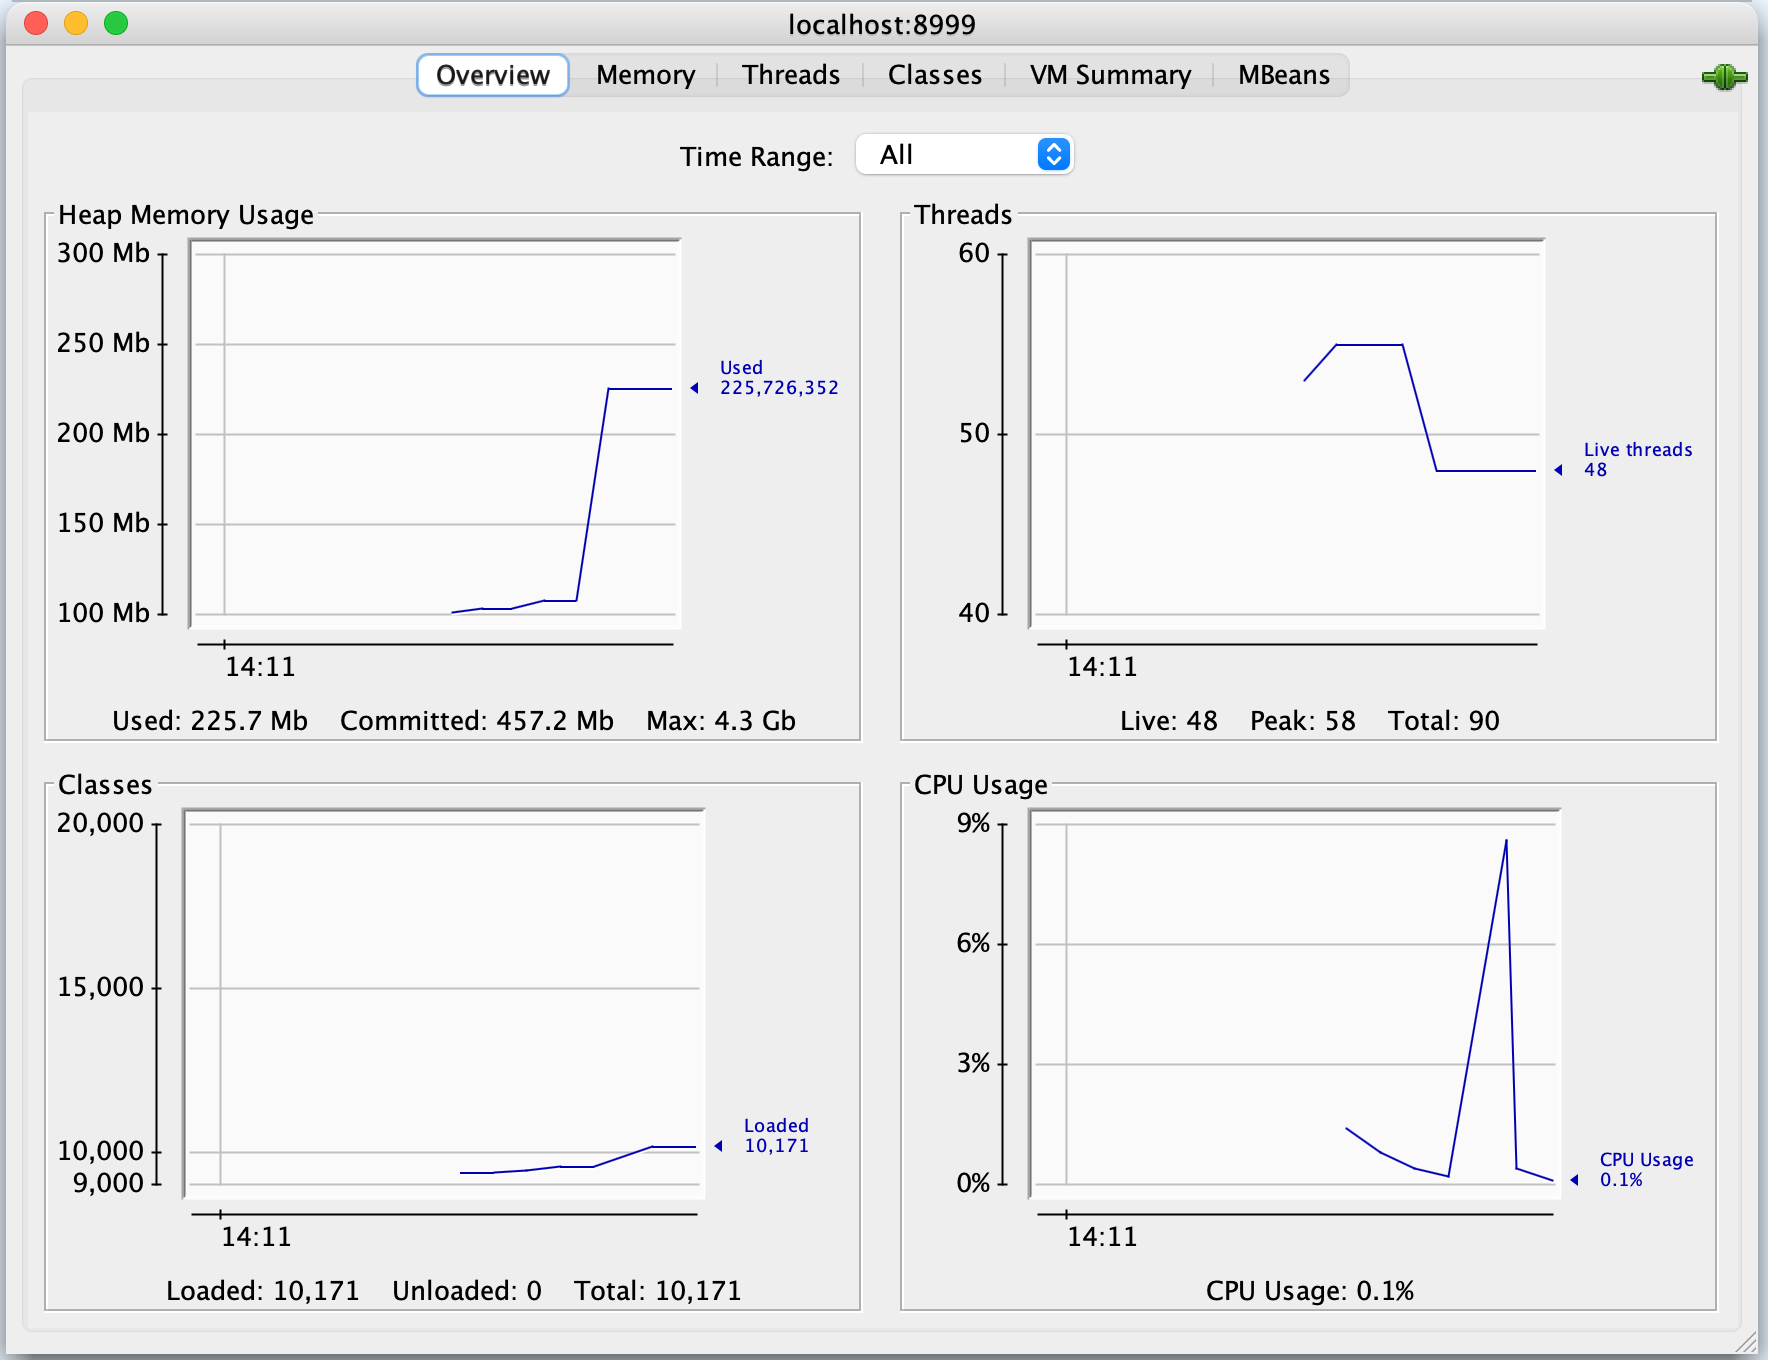 localhost:8999
Overview Memory Threads Classes VM Summary MBeans
Time Range: All
Heap Memory Usage
300 Mb
250 Mb
200 Mb
150 Mb
100 Mb
Used
225,726,352
14:11
Used: 225.7 Mb Committed: 457.2 Mb Max: 4.3 Gb
Threads
60
50
40
Live threads
48
14:11
Live: 48 Peak: 58 Total: 90
Classes
20,000
15,000
10,000
9,000
Loaded
10,171
14:11
Loaded: 10,171 Unloaded: 0 Total: 10,171
CPU Usage
9%
6%
3%
0%
CPU Usage
0.1%
14:11
CPU Usage: 0.1%